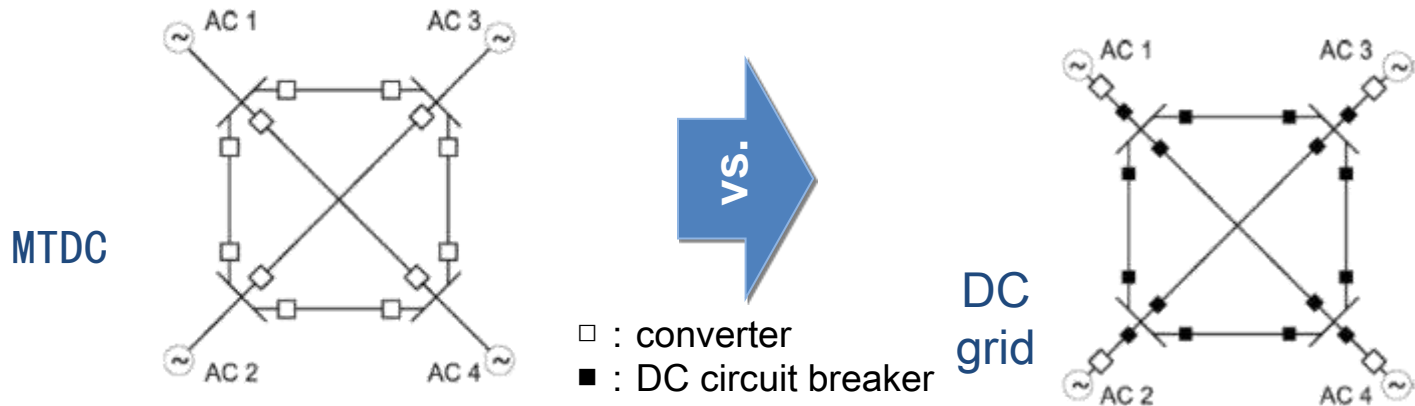 AC 1
AC 3
MTDC
AC 2
AC 4
vs.
□ : converter
■ : DC circuit breaker
AC 1
AC 3
DC
grid
AC 2
AC 4